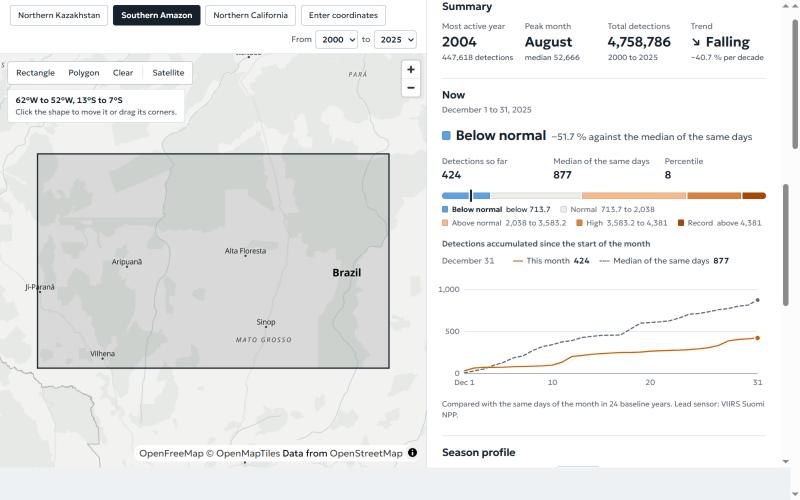 Northern Kazakhstan
Southern Amazon
Northern California
Enter coordinates
From 2000 to 2025
Rectangle
Polygon
Clear
Satellite
62°W to 52°W, 13°S to 7°S
Click the shape to move it or drag its corners.
+
−
PARÁ
Alta Floresta
Aripuanã
Brazil
Ji-Paraná
Sinop
MATO GROSSO
Vilhena
OpenFreeMap © OpenMapTiles Data from OpenStreetMap
Summary
Most active year Peak month Total detections Trend
2004 August 4,758,786 ↘ Falling
447,618 detections median 52,666 2000 to 2025 −40.7 % per decade
Now
December 1 to 31, 2025
Below normal −51.7 % against the median of the same days
Detections so far Median of the same days Percentile
424 877 8
Below normal below 713.7 Normal 713.7 to 2,038
Above normal 2,038 to 3,583.2 High 3,583.2 to 4,381 Record above 4,381
Detections accumulated since the start of the month
December 31 This month 424 Median of the same days 877
1,000
500
0
Dec 1 10 20 31
Compared with the same days of the month in 24 baseline years. Lead sensor: VIIRS Suomi
NPP.
Season profile